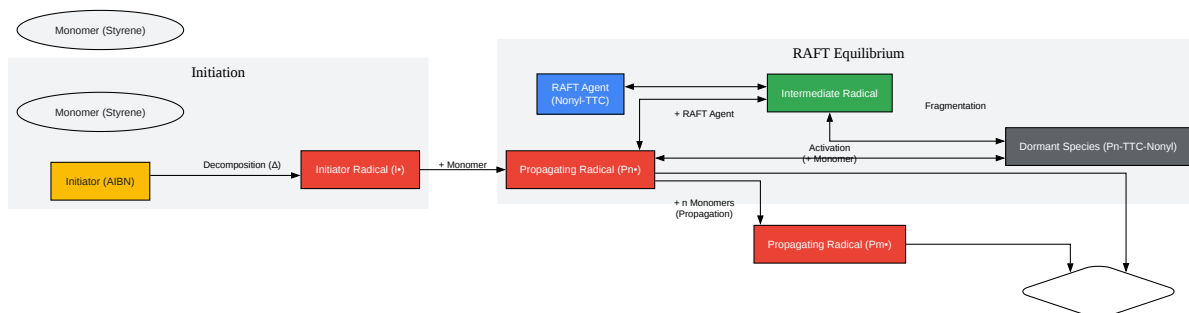 Monomer (Styrene)
Initiation
Monomer (Styrene)
Initiator (AIBN)
Decomposition (Δ)
Initiator Radical (I•)
+ Monomer
RAFT Equilibrium
RAFT Agent
(Nonyl-TTC)
Intermediate Radical
+ RAFT Agent
Fragmentation
Propagating Radical (Pn•)
Activation
(+ Monomer)
Dormant Species (Pn-TTC-Nonyl)
+ n Monomers
(Propagation)
Propagating Radical (Pm•)